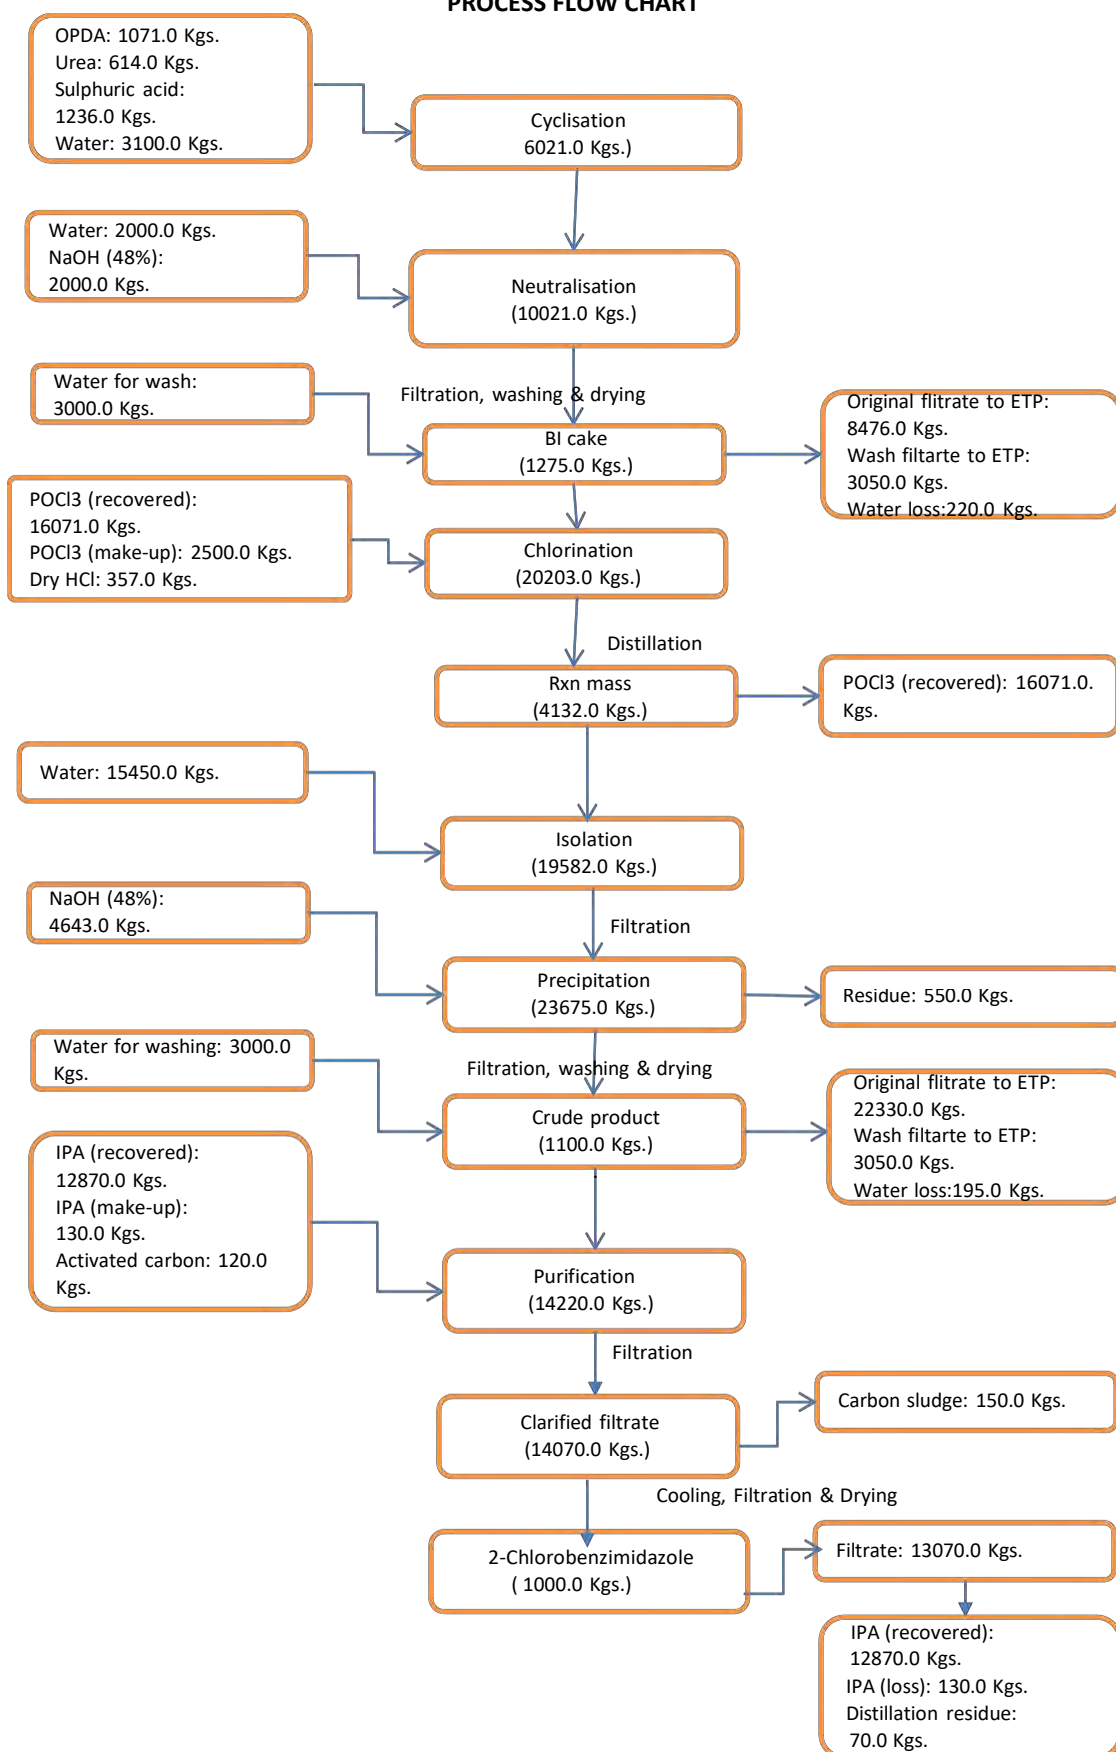 PROCESS FLOW CHART
OPDA: 1071.0 Kgs.
Urea: 614.0 Kgs.
Sulphuric acid:
1236.0 Kgs.
Water: 3100.0 Kgs.
Cyclisation
6021.0 Kgs.)
Water: 2000.0 Kgs.
NaOH (48%):
2000.0 Kgs.
Neutralisation
(10021.0 Kgs.)
Water for wash:
3000.0 Kgs.
Filtration, washing & drying
BI cake
(1275.0 Kgs.)
Original flitrate to ETP:
8476.0 Kgs.
Wash filtarte to ETP:
3050.0 Kgs.
Water loss:220.0 Kgs.
POCl3 (recovered):
16071.0 Kgs.
POCl3 (make-up): 2500.0 Kgs.
Dry HCl: 357.0 Kgs.
Chlorination
(20203.0 Kgs.)
Distillation
Rxn mass
(4132.0 Kgs.)
POCl3 (recovered): 16071.0.
Kgs.
Water: 15450.0 Kgs.
Isolation
(19582.0 Kgs.)
NaOH (48%):
4643.0 Kgs.
Filtration
Precipitation
(23675.0 Kgs.)
Residue: 550.0 Kgs.
Water for washing: 3000.0
Kgs.
Filtration, washing & drying
Crude product
(1100.0 Kgs.)
.
Original flitrate to ETP:
22330.0 Kgs.
Wash filtarte to ETP:
3050.0 Kgs.
Water loss:195.0 Kgs.
IPA (recovered):
12870.0 Kgs.
IPA (make-up):
130.0 Kgs.
Activated carbon: 120.0
Kgs.
Purification
(14220.0 Kgs.)
Filtration
Clarified filtrate
(14070.0 Kgs.)
Carbon sludge: 150.0 Kgs.
Cooling, Filtration & Drying
2-Chlorobenzimidazole
( 1000.0 Kgs.)
Filtrate: 13070.0 Kgs.
IPA (recovered):
12870.0 Kgs.
IPA (loss): 130.0 Kgs.
Distillation residue:
70.0 Kgs.